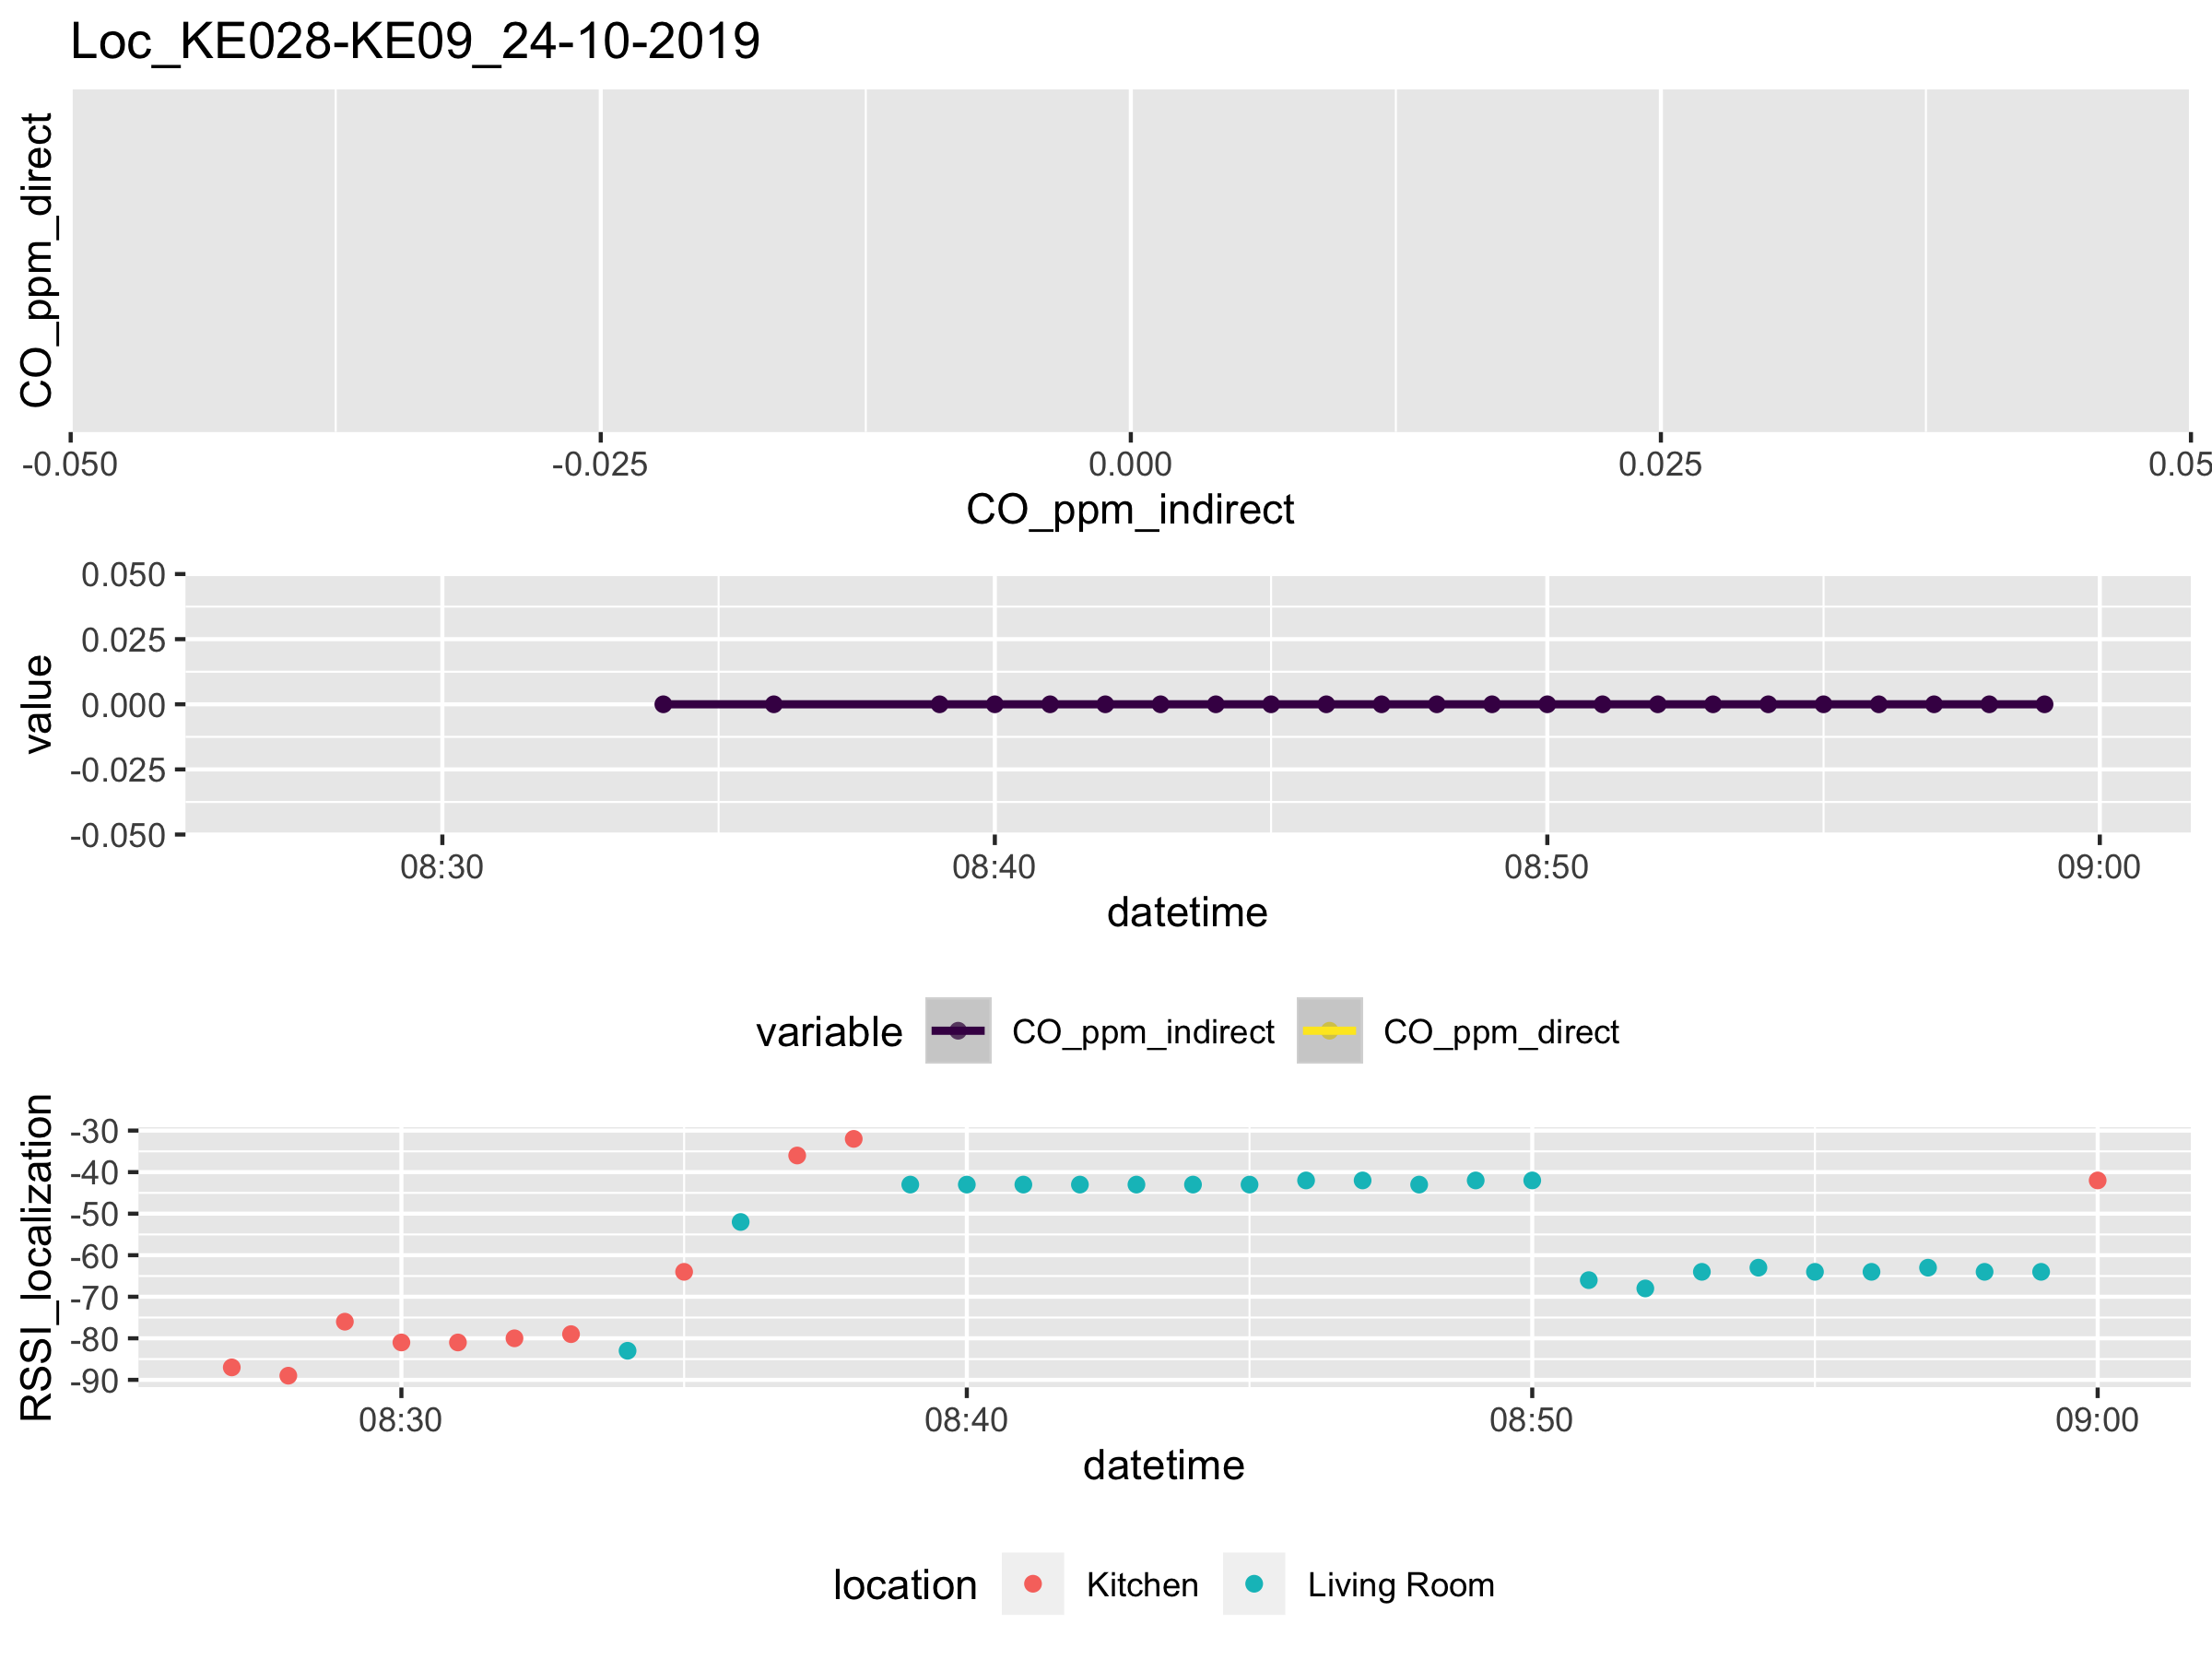 Loc_KE028-KE09_24-10-2019
CO_ppm_direct
-0.050 -0.025 0.000 0.025 0.05
CO_ppm_indirect
value
0.050
0.025
0.000
-0.025
-0.050
08:30 08:40 08:50 09:00
datetime
variable CO_ppm_indirect CO_ppm_direct
RSSI_localization
-30
-40
-50
-60
-70
-80
-90
08:30 08:40 08:50 09:00
datetime
location Kitchen Living Room